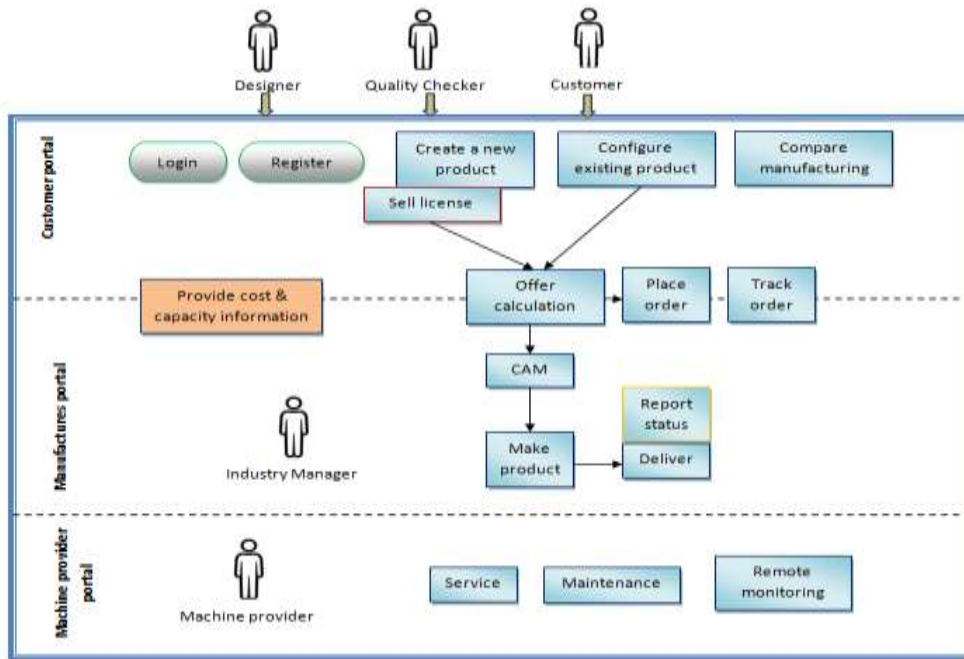 Designer
Quality Checker
Customer
Customer portal
Login
Register
Create a new
product
Configure
existing product
Compare
manufacturing
Sell license
Provide cost &
capacity information
Offer
calculation
Place
order
Track
order
Manufactures portal
CAM
Report
status
Industry Manager
Make
product
Deliver
Machine provider
portal
Machine provider
Service
Maintenance
Remote
monitoring